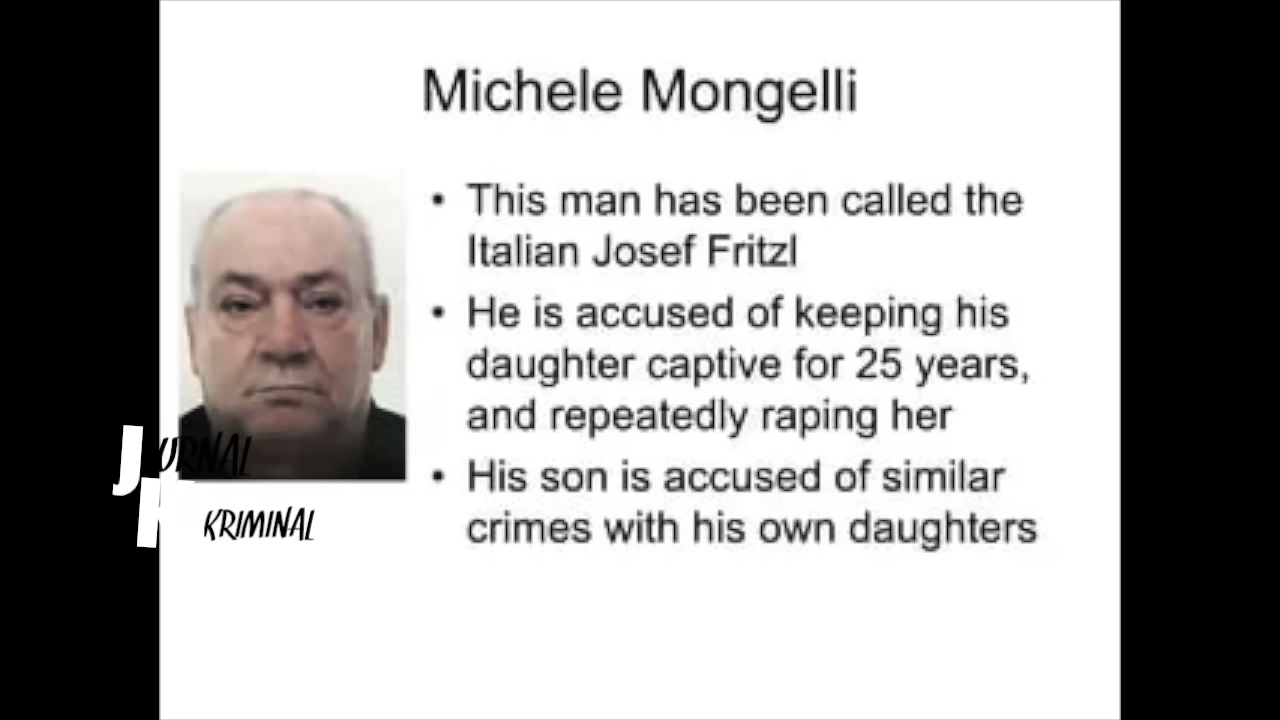 Michele Mongelli
• This man has been called the
Italian Josef Fritzl
• He is accused of keeping his
daughter captive for 25 years,
and repeatedly raping her
• His son is accused of similar
crimes with his own daughters
JOURNAL
KRIMINAL